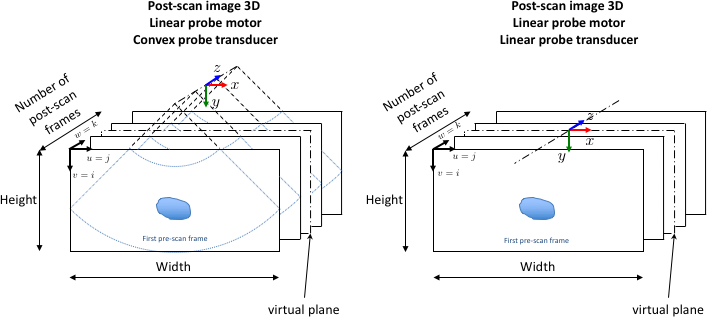 Post-scan image 3D
Linear probe motor
Convex probe transducer
Number of
post-scan
frames
w = k
z
x
y
u = j
v = i
Height
First pre-scan frame
Width
virtual plane
Post-scan image 3D
Linear probe motor
Linear probe transducer
Number of
post-scan
frames
w = k
z
x
y
u = j
v = i
Height
First pre-scan frame
Width
virtual plane